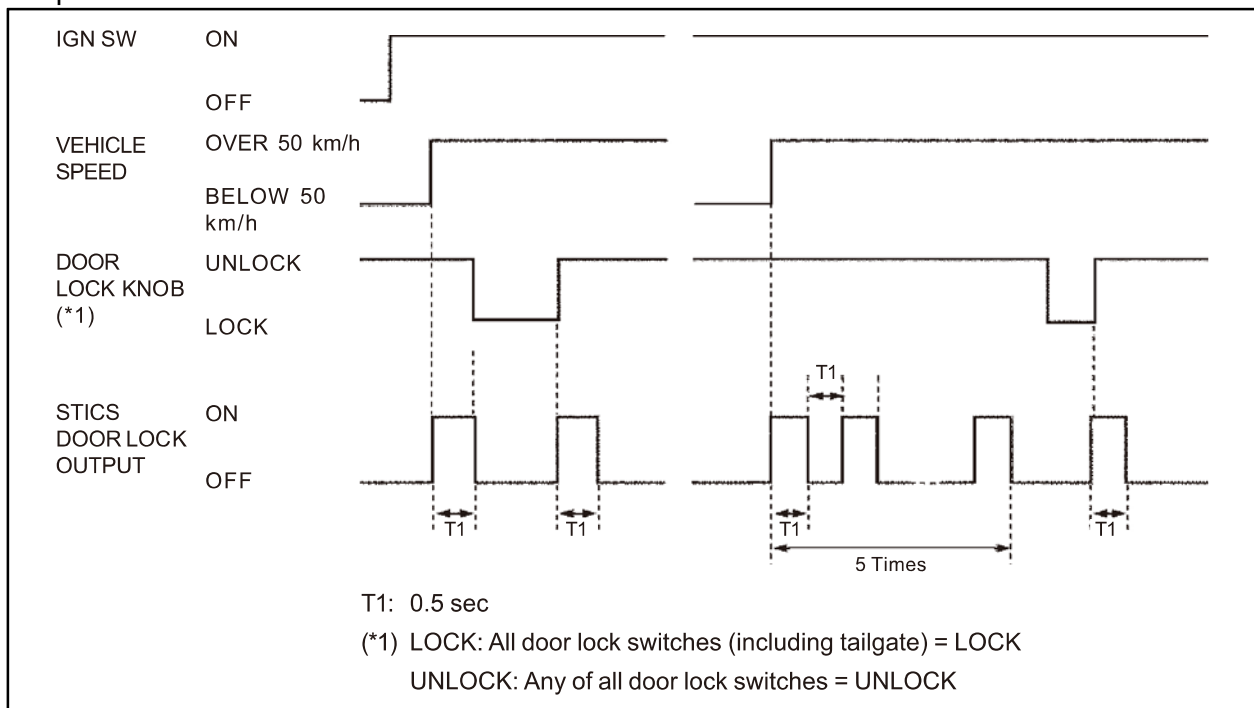 IGN SW
ON
OFF
VEHICLE
SPEED
OVER 50 km/h
BELOW 50
km/h
DOOR
LOCK KNOB
(*1)
UNLOCK
LOCK
STICS
DOOR LOCK
OUTPUT
ON
OFF
T1
T1
T1
T1
T1
5 Times
T1: 0.5 sec
(*1) LOCK: All door lock switches (including tailgate) = LOCK
UNLOCK: Any of all door lock switches = UNLOCK